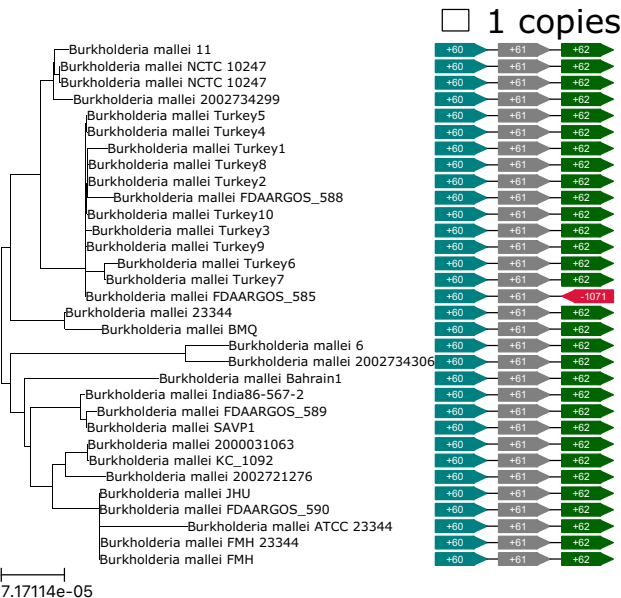 1 copies
Burkholderia mallei 11 +60 +61 +62
Burkholderia mallei NCTC 10247 +60 +61 +62
Burkholderia mallei NCTC 10247 +60 +61 +62
Burkholderia mallei 2002734299 +60 +61 +62
Burkholderia mallei Turkey5 +60 +61 +62
Burkholderia mallei Turkey4 +60 +61 +62
Burkholderia mallei Turkey1 +60 +61 +62
Burkholderia mallei Turkey8 +60 +61 +62
Burkholderia mallei Turkey2 +60 +61 +62
Burkholderia mallei FDAARGOS_588 +60 +61 +62
Burkholderia mallei Turkey10 +60 +61 +62
Burkholderia mallei Turkey3 +60 +61 +62
Burkholderia mallei Turkey9 +60 +61 +62
Burkholderia mallei Turkey6 +60 +61 +62
Burkholderia mallei Turkey7 +60 +61 +62
Burkholderia mallei FDAARGOS_585 +60 +61 -1071
Burkholderia mallei 23344 +60 +61 +62
Burkholderia mallei BMQ +60 +61 +62
Burkholderia mallei 6 +60 +61 +62
Burkholderia mallei 2002734306 +60 +61 +62
Burkholderia mallei Bahrain1 +60 +61 +62
Burkholderia mallei India86-567-2 +60 +61 +62
Burkholderia mallei FDAARGOS_589 +60 +61 +62
Burkholderia mallei SAVP1 +60 +61 +62
Burkholderia mallei 2000031063 +60 +61 +62
Burkholderia mallei KC_1092 +60 +61 +62
Burkholderia mallei 2002721276 +60 +61 +62
Burkholderia mallei JHU +60 +61 +62
Burkholderia mallei FDAARGOS_590 +60 +61 +62
Burkholderia mallei ATCC 23344 +60 +61 +62
Burkholderia mallei FMH 23344 +60 +61 +62
Burkholderia mallei FMH +60 +61 +62
7.17114e-05